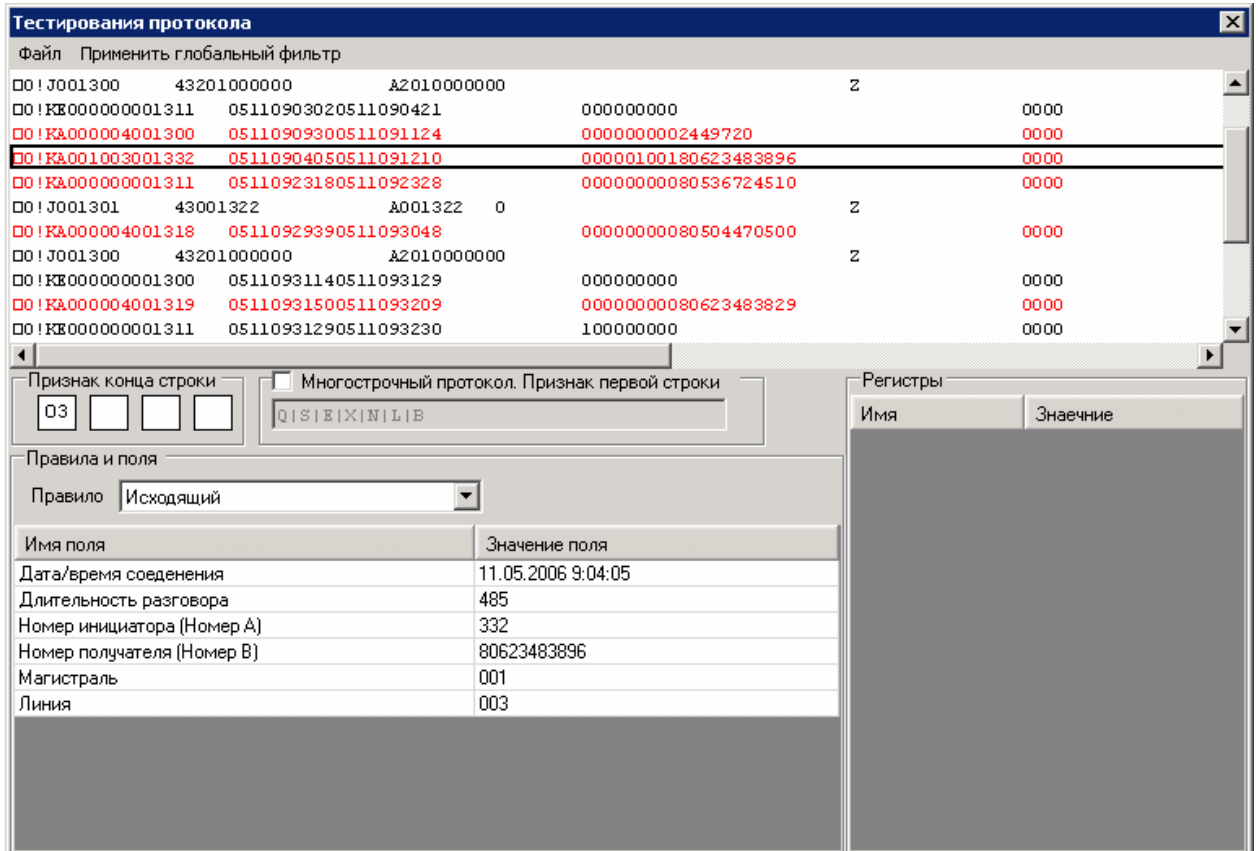 Тестирования протокола
Файл Применить глобальный фильтр
□0!J001300 43201000000 A2010000000 Z
□0!KE000000001311 05110903020511090421 000000000 0000
□0!KA000004001300 05110909300511091124 0000000002449720 0000
□0!KA001003001332 05110904050511091210 00000100180623483896 0000
□0!KA000000001311 05110923180511092328 00000000080536724510 0000
□0!J001301 43001322 A001322 0 Z
□0!KA000004001318 05110929390511093048 00000000080504470500 0000
□0!J001300 43201000000 A2010000000 Z
□0!KE000000001300 05110931140511093129 000000000 0000
□0!KA000004001319 05110931500511093209 00000000080623483829 0000
□0!KE000000001311 05110931290511093230 100000000 0000
Признак конца строки Многострочный протокол. Признак первой строки Регистры
03 Q|S|E|X|N|L|B Имя Знаечние
Правила и поля
Правило Исходящий
Имя поля Значение поля
Дата/время соеденения 11.05.2006 9:04:05
Длительность разговора 485
Номер инициатора (Номер A) 332
Номер получателя (Номер B) 80623483896
Магистраль 001
Линия 003